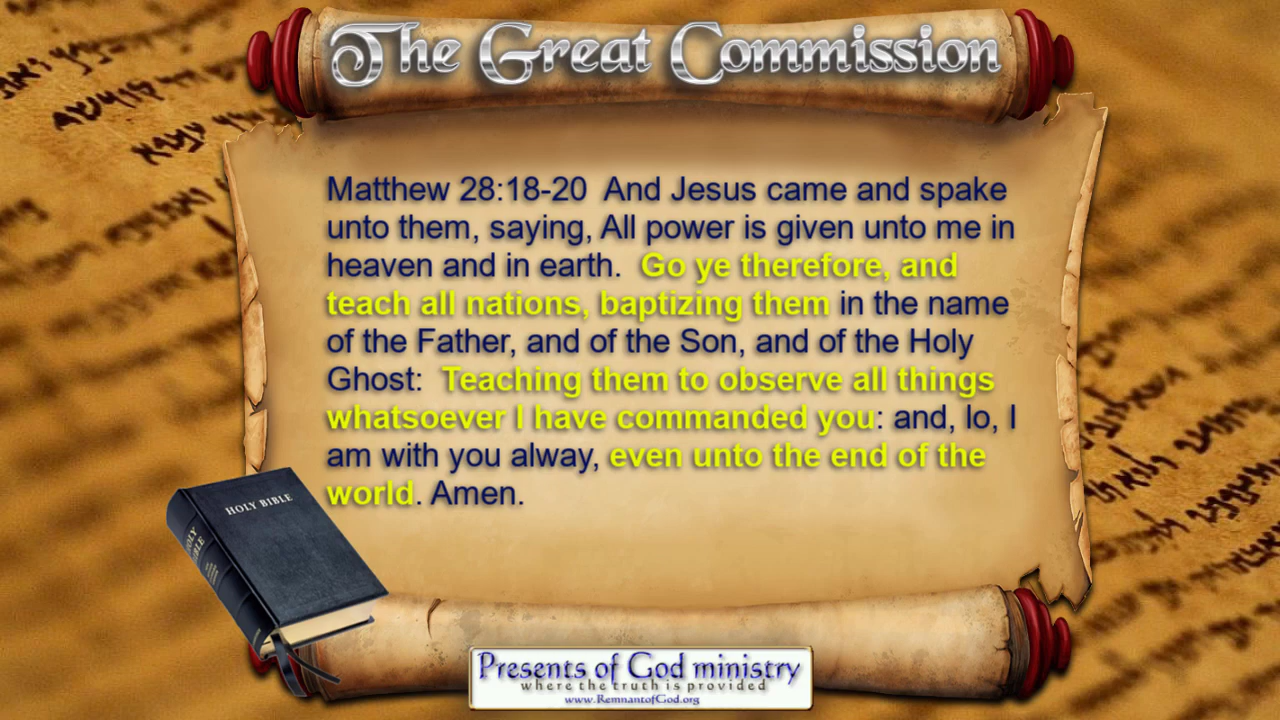 The Great Commission
Matthew 28:18-20  And Jesus came and spake
unto them, saying, All power is given unto me in
heaven and in earth.  Go ye therefore, and
teach all nations, baptizing them in the name
of the Father, and of the Son, and of the Holy
Ghost:  Teaching them to observe all things
whatsoever I have commanded you: and, lo, I
am with you alway, even unto the end of the
world. Amen.
HOLY BIBLE
HOLY
BIBLE
Presents of God ministry
where the truth is provided
www.RemnantofGod.org